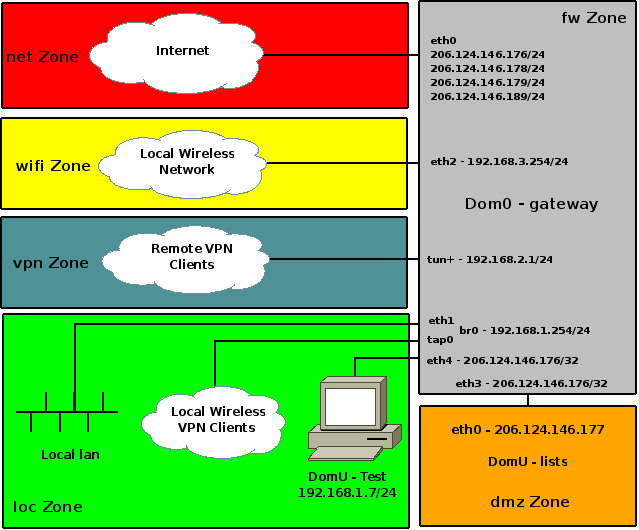 fw Zone
net Zone
Internet
eth0
206.124.146.176/24
206.124.146.178/24
206.124.146.179/24
206.124.146.189/24
wifi Zone
Local Wireless
Network
eth2 - 192.168.3.254/24
Dom0 - gateway
vpn Zone
Remote VPN
Clients
tun+ - 192.168.2.1/24
eth1
br0 - 192.168.1.254/24
tap0
eth4 - 206.124.146.176/32
eth3 - 206.124.146.176/32
Local lan
Local Wireless
VPN Clients
DomU - Test
192.168.1.7/24
loc Zone
eth0 - 206.124.146.177
DomU - lists
dmz Zone